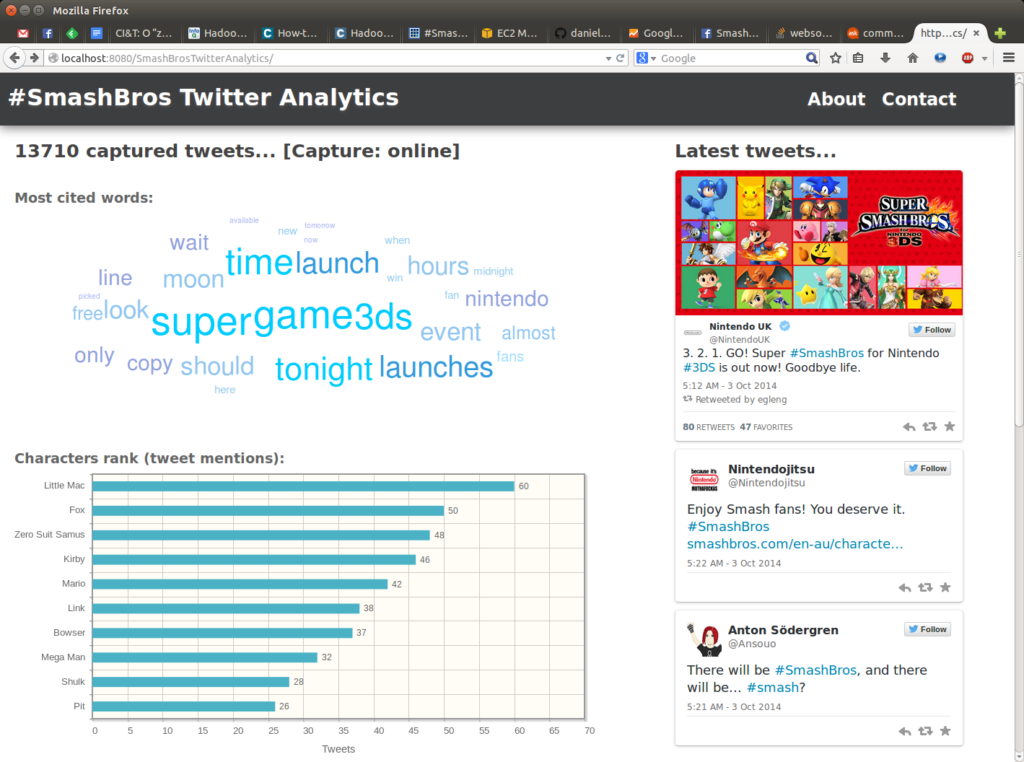 Mozilla Firefox
CI&T: O "z...
Hadoo...
How-t...
Hadoo...
#Smas...
EC2 M...
daniel...
Googl...
Smash...
webso...
comm...
http...cs/
localhost:8080/SmashBrosTwitterAnalytics/
Google
#SmashBros Twitter Analytics
About Contact
13710 captured tweets... [Capture: online]
Most cited words:
available
tomorrow
new
now
wait
when
time
launch
hours
midnight
line
moon
win
picked
fan
nintendo
free
look
super
game
3ds
event
almost
only
copy
should
tonight
launches
fans
here
Characters rank (tweet mentions):
Little Mac 60
Fox 50
Zero Suit Samus 48
Kirby 46
Mario 42
Link 38
Bowser 37
Mega Man 32
Shulk 28
Pit 26
0 5 10 15 20 25 30 35 40 45 50 55 60 65 70
Tweets
Latest tweets...
SUPER
SMASH BROS.
for
NINTENDO
3DS
Nintendo UK
@NintendoUK
Follow
3. 2. 1. GO! Super #SmashBros for Nintendo
#3DS is out now! Goodbye life.
5:12 AM - 3 Oct 2014
Retweeted by egleng
80 RETWEETS 47 FAVORITES
because it's
Nintendo
MUTHAFUCKAS
Nintendojitsu
@Nintendojitsu
Follow
Enjoy Smash fans! You deserve it.
#SmashBros
smashbros.com/en-au/characte...
5:22 AM - 3 Oct 2014
Anton Södergren
@Ansouo
Follow
There will be #SmashBros, and there
will be... #smash?
5:21 AM - 3 Oct 2014